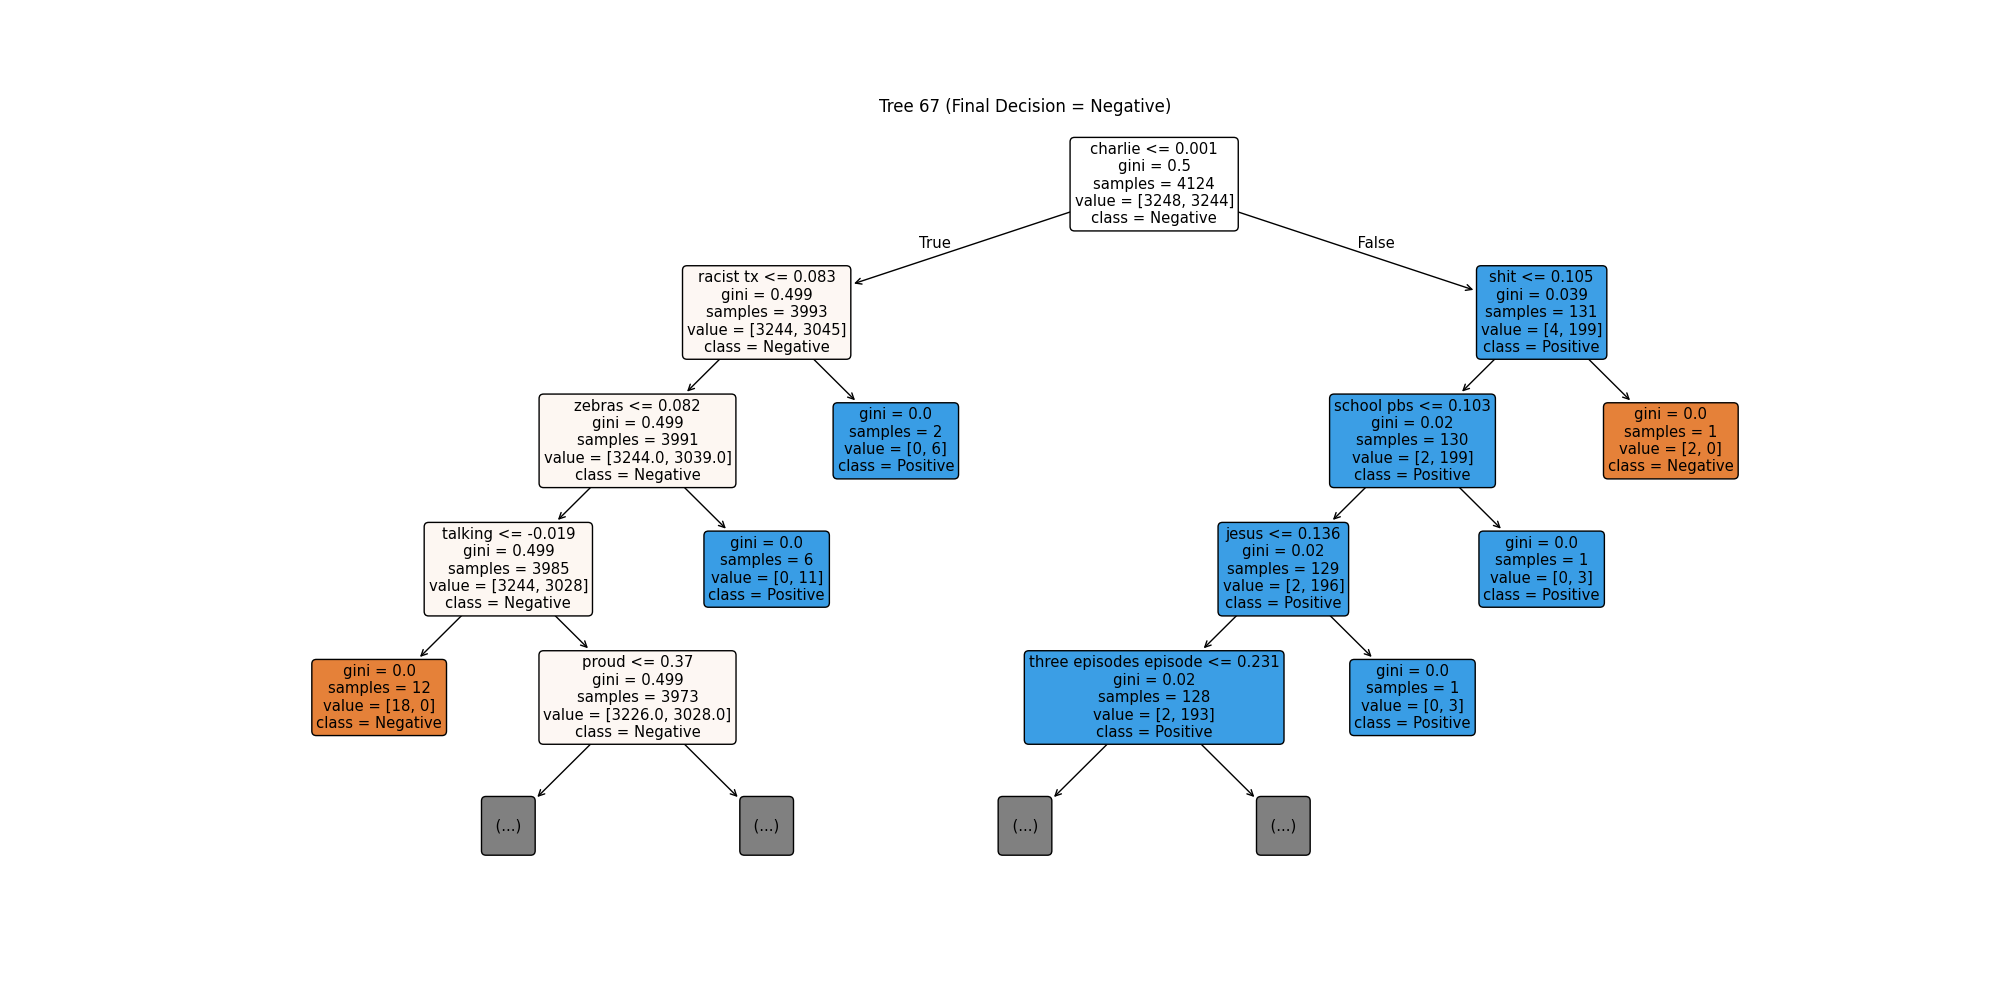 Tree 67 (Final Decision = Negative)
charlie <= 0.001
gini = 0.5
samples = 4124
value = [3248, 3244]
class = Negative
True
False
racist tx <= 0.083
gini = 0.499
samples = 3993
value = [3244, 3045]
class = Negative
shit <= 0.105
gini = 0.039
samples = 131
value = [4, 199]
class = Positive
zebras <= 0.082
gini = 0.499
samples = 3991
value = [3244.0, 3039.0]
class = Negative
gini = 0.0
samples = 2
value = [0, 6]
class = Positive
school pbs <= 0.103
gini = 0.02
samples = 130
value = [2, 199]
class = Positive
gini = 0.0
samples = 1
value = [2, 0]
class = Negative
talking <= -0.019
gini = 0.499
samples = 3985
value = [3244, 3028]
class = Negative
gini = 0.0
samples = 6
value = [0, 11]
class = Positive
jesus <= 0.136
gini = 0.02
samples = 129
value = [2, 196]
class = Positive
gini = 0.0
samples = 1
value = [0, 3]
class = Positive
gini = 0.0
samples = 12
value = [18, 0]
class = Negative
proud <= 0.37
gini = 0.499
samples = 3973
value = [3226.0, 3028.0]
class = Negative
three episodes episode <= 0.231
gini = 0.02
samples = 128
value = [2, 193]
class = Positive
gini = 0.0
samples = 1
value = [0, 3]
class = Positive
(...)
(...)
(...)
(...)